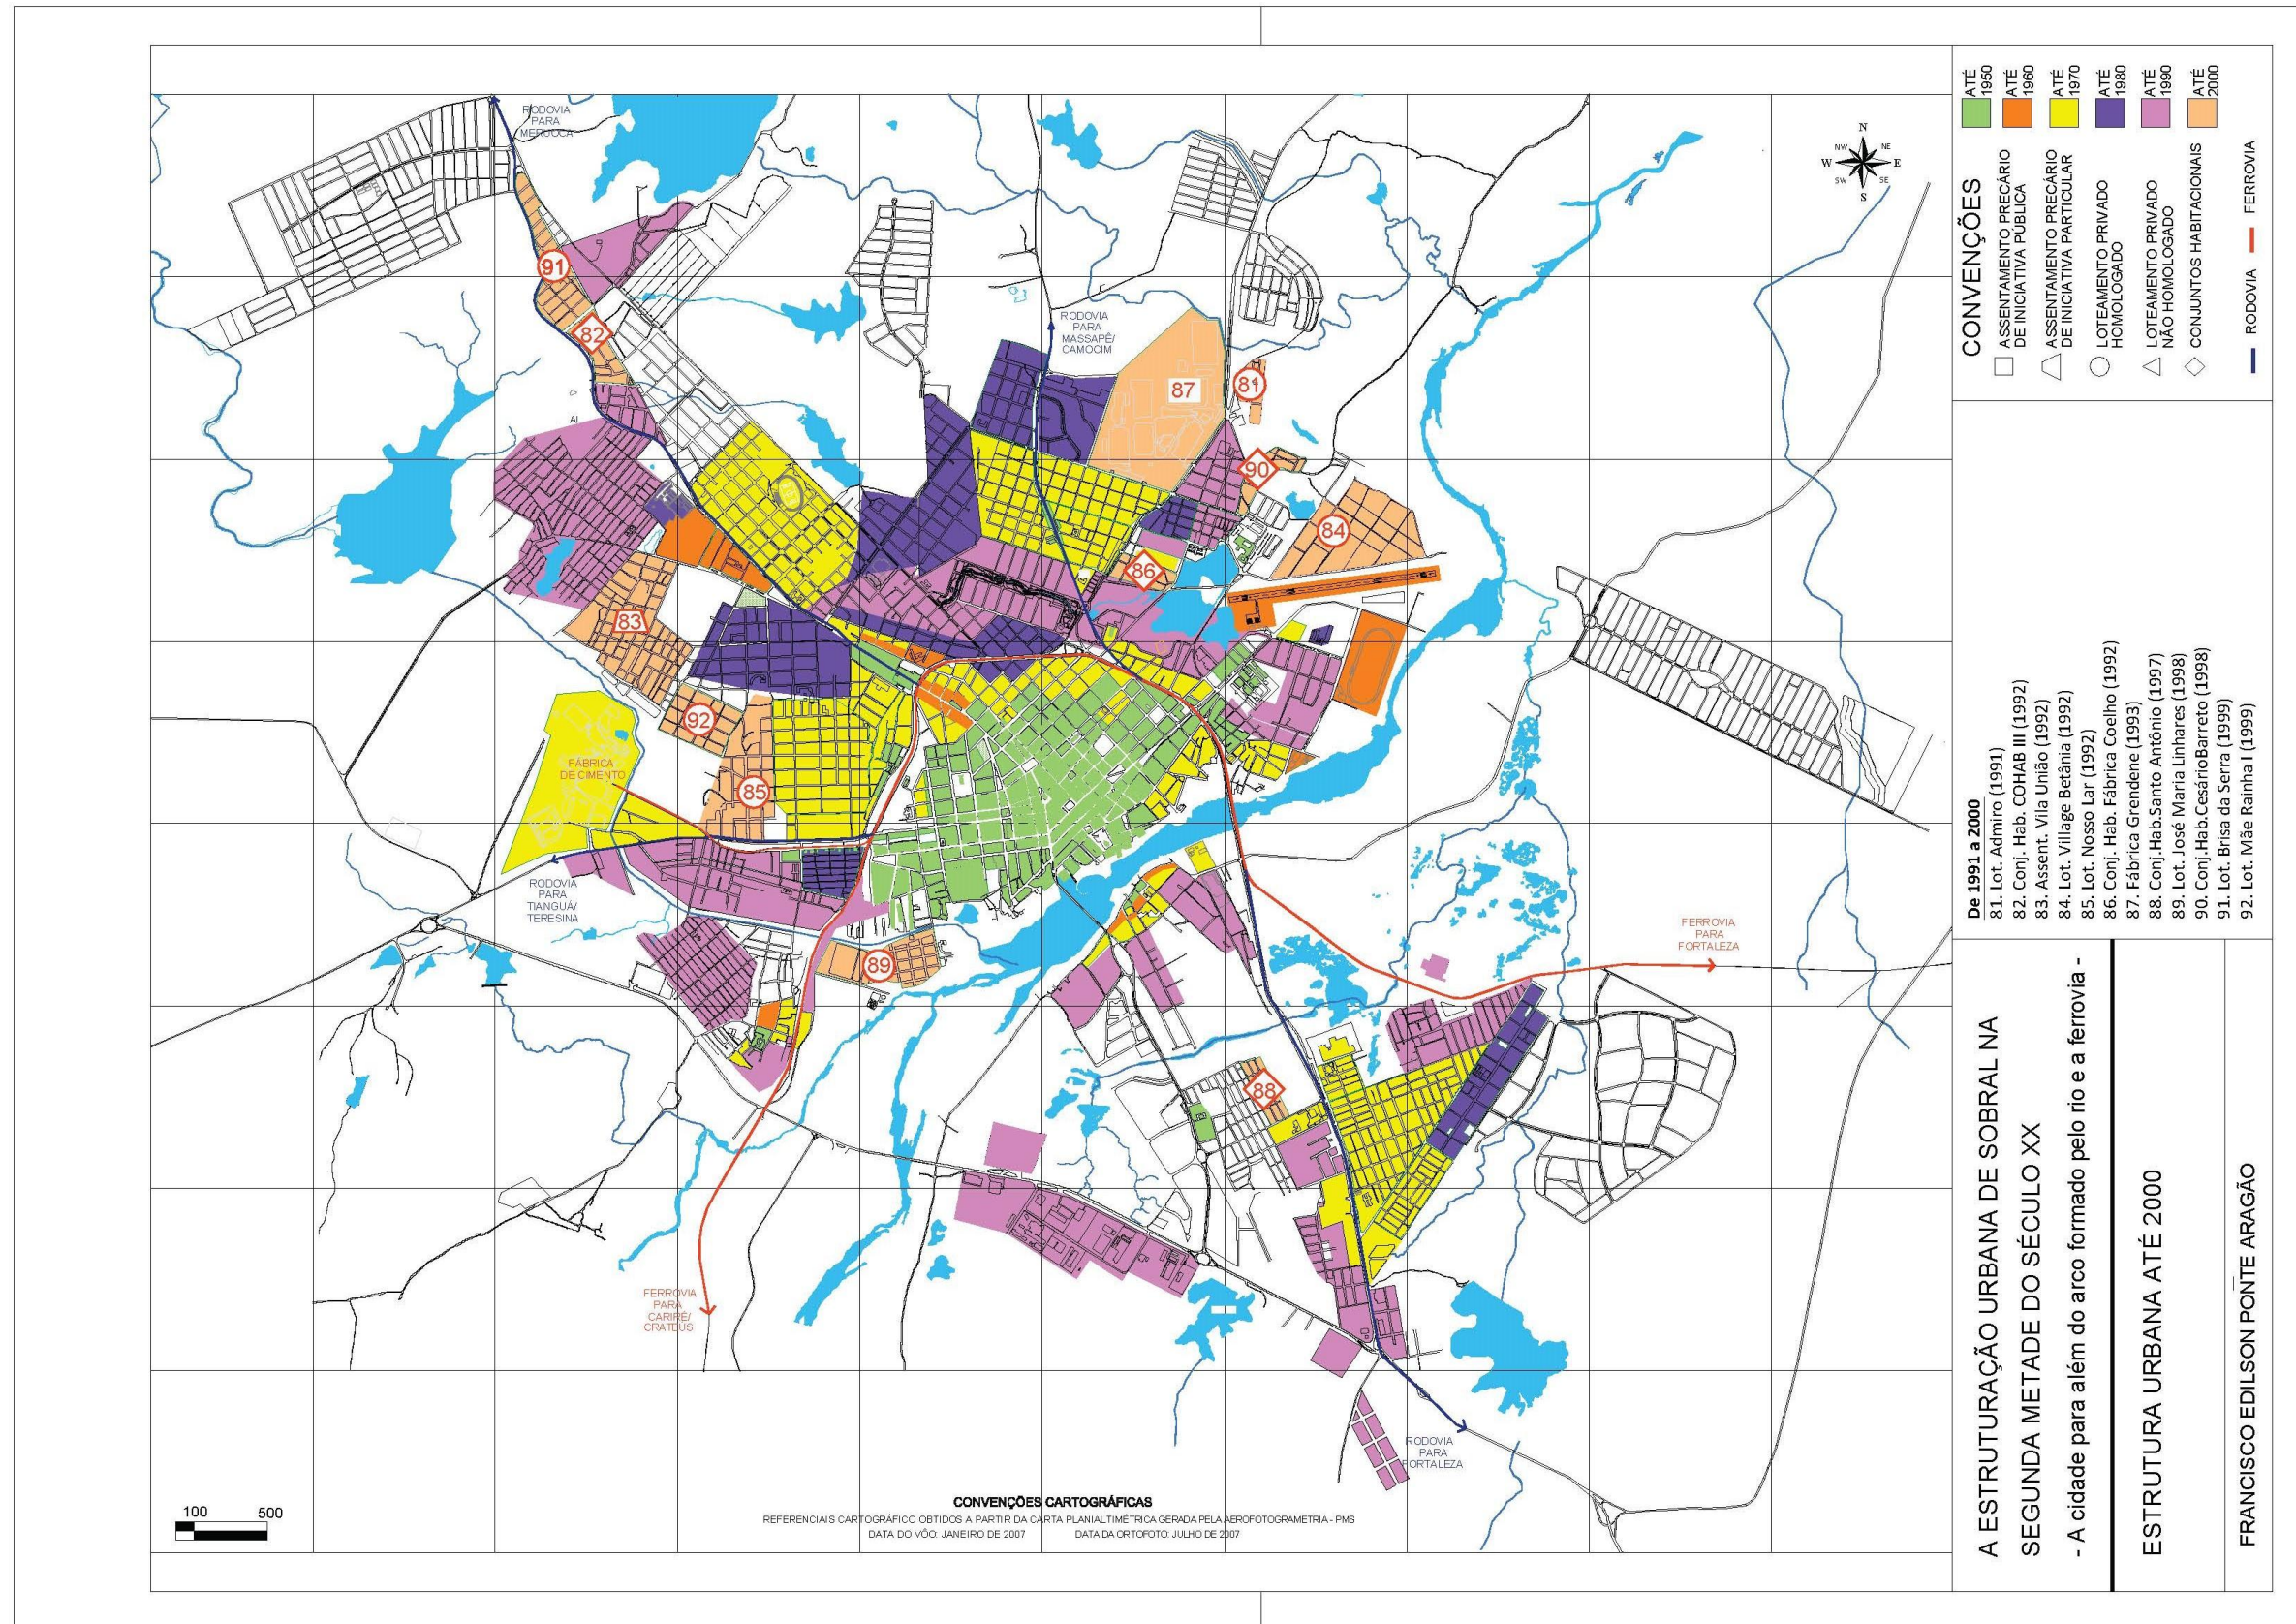 RODOVIA
PARA
MERUOCA
N
NW
NE
W
E
SW
SE
S
91
82
RODOVIA
PARA
MASSAPÊ/
CAMOCIM
87
81
90
84
86
83
92
85
FÁBRICA
DE CIMENTO
RODOVIA
PARA
TIANGUÁ/
TERESINA
89
FERROVIA
PARA
FORTALEZA
88
FERROVIA
PARA
CARIRÉ/
CRATEÚS
RODOVIA
PARA
FORTALEZA
100 500
CONVENÇÕES CARTOGRÁFICAS
REFERENCIAIS CARTOGRÁFICO OBTIDOS A PARTIR DA CARTA PLANIALTIMÉTRICA GERADA PELA AEROFOTOGRAMETRIA - PMS
DATA DO VÔO: JANEIRO DE 2007 DATA DA ORTOFOTO: JULHO DE 2007
CONVENÇÕES
ASSENTAMENTO PRECÁRIO
DE INICIATIVA PÚBLICA
ASSENTAMENTO PRECÁRIO
DE INICIATIVA PARTICULAR
LOTEAMENTO PRIVADO
HOMOLOGADO
LOTEAMENTO PRIVADO
NÃO HOMOLOGADO
CONJUNTOS HABITACIONAIS
RODOVIA
FERROVIA
ATÉ
1950
ATÉ
1960
ATÉ
1970
ATÉ
1980
ATÉ
1990
ATÉ
2000
De 1991 a 2000
81. Lot. Admiro (1991)
82. Conj. Hab. COHAB III (1992)
83. Assent. Vila União (1992)
84. Lot. Village Betânia (1992)
85. Lot. Nosso Lar (1992)
86. Conj. Hab. Fábrica Coelho (1992)
87. Fábrica Grendene (1993)
88. Conj.Hab.Santo Antônio (1997)
89. Lot. José Maria Linhares (1998)
90. Conj.Hab.CesárioBarreto (1998)
91. Lot. Brisa da Serra (1999)
92. Lot. Mãe Rainha I (1999)
A ESTRUTURAÇÃO URBANA DE SOBRAL NA
SEGUNDA METADE DO SÉCULO XX
- A cidade para além do arco formado pelo rio e a ferrovia -
ESTRUTURA URBANA ATÉ 2000
FRANCISCO EDILSON PONTE ARAGÃO